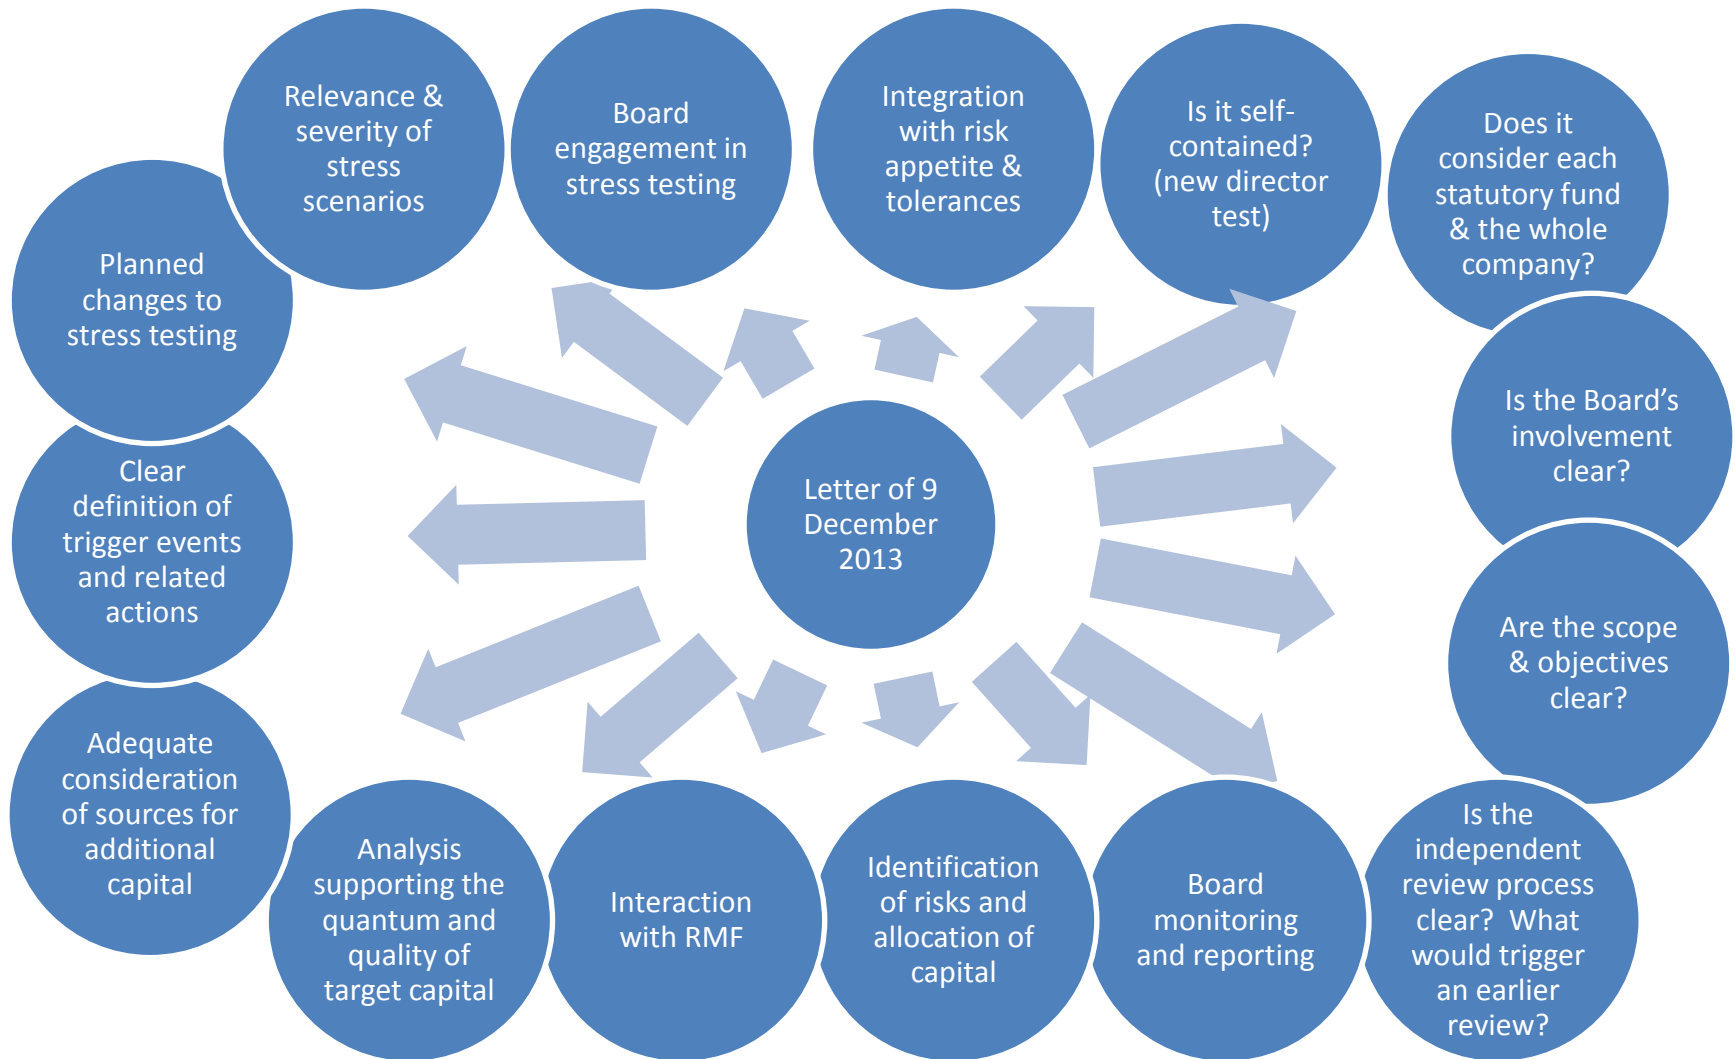 Relevance &
severity of
stress
scenarios
Board
engagement in
stress testing
Integration
with risk
appetite &
tolerances
Is it self-
contained?
(new director
test)
Does it
consider each
statutory fund
& the whole
company?
Planned
changes to
stress testing
Is the Board’s
involvement
clear?
Clear
definition of
trigger events
and related
actions
Letter of 9
December
2013
Are the scope
& objectives
clear?
Adequate
consideration
of sources for
additional
capital
Analysis
supporting the
quantum and
quality of
target capital
Interaction
with RMF
Identification
of risks and
allocation of
capital
Board
monitoring
and reporting
Is the
independent
review process
clear?  What
would trigger
an earlier
review?